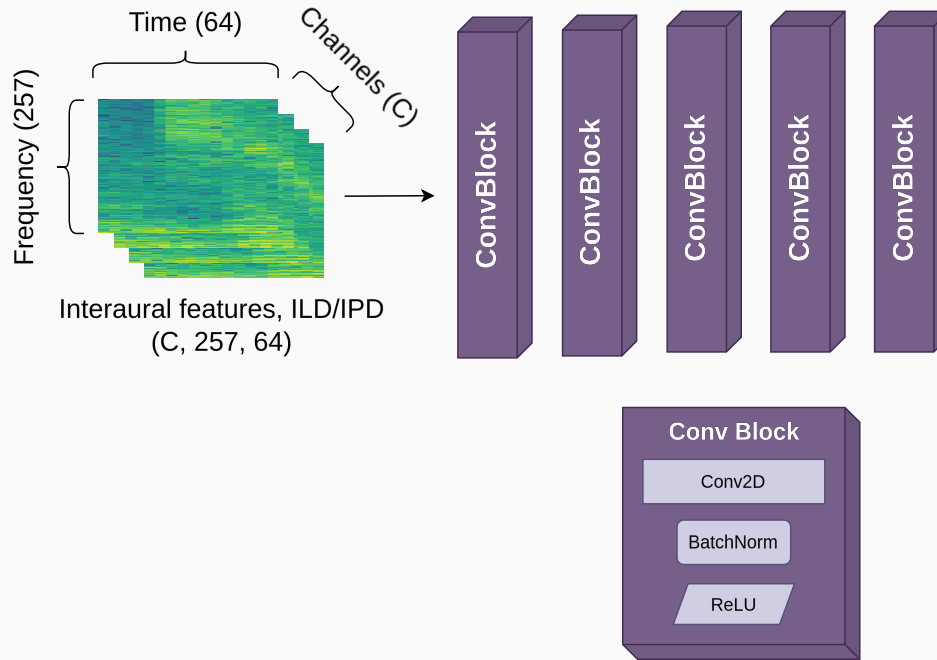 Time (64)
Channels (C)
Frequency (257)
Interaural features, ILD/IPD
(C, 257, 64)
ConvBlock
ConvBlock
ConvBlock
ConvBlock
ConvBlock
Conv Block
Conv2D
BatchNorm
ReLU